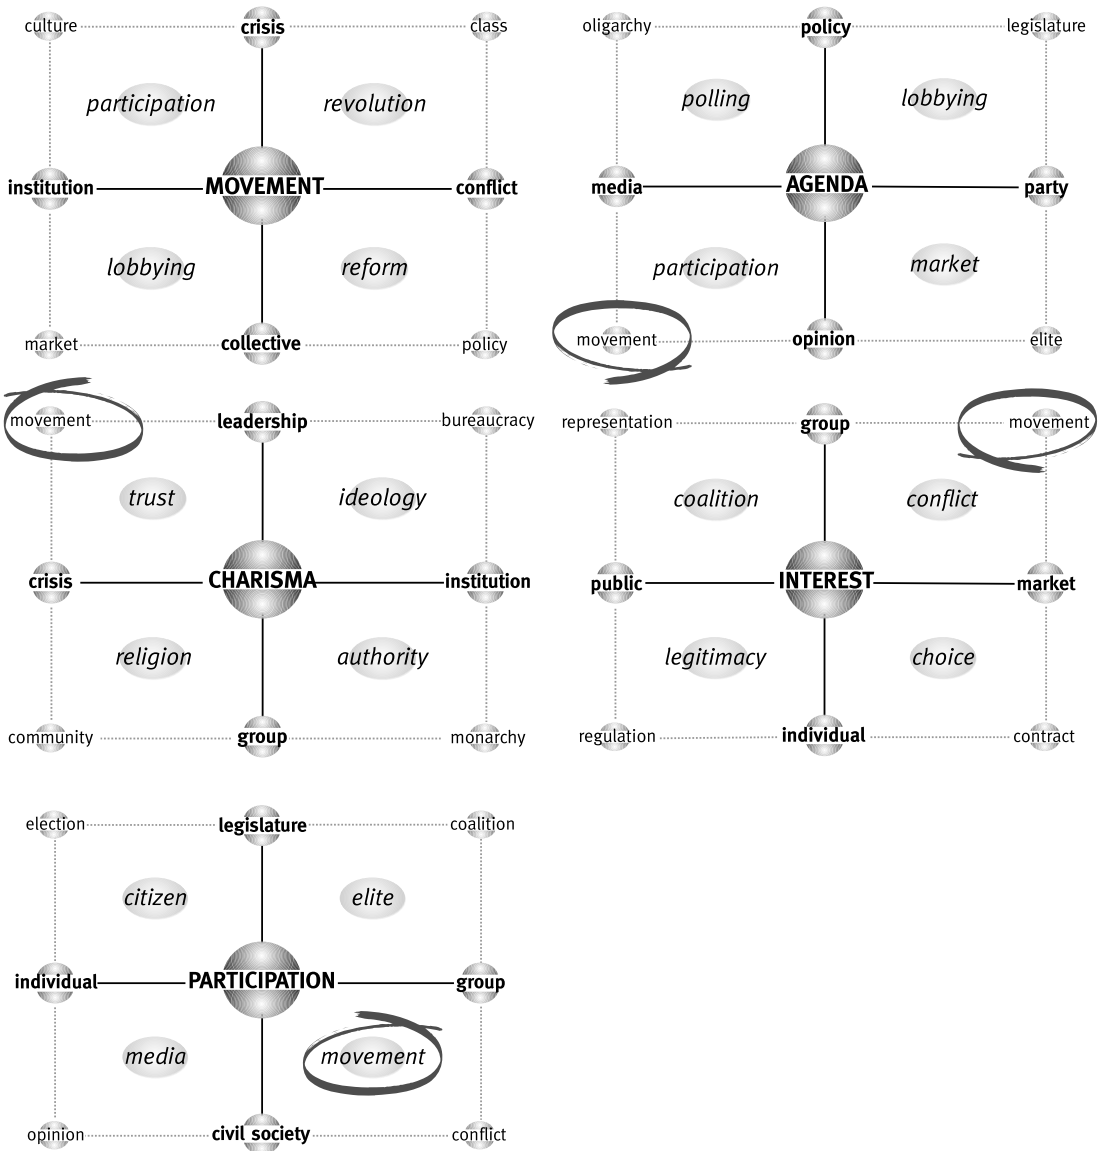 culture crisis class
participation revolution
institution MOVEMENT conflict
lobbying reform
market collective policy
oligarchy policy legislature
polling lobbying
media AGENDA party
participation market
movement opinion elite
movement leadership bureaucracy
trust ideology
crisis CHARISMA institution
religion authority
community group monarchy
representation group movement
coalition conflict
public INTEREST market
legitimacy choice
regulation individual contract
election legislature coalition
citizen elite
individual PARTICIPATION group
media movement
opinion civil society conflict